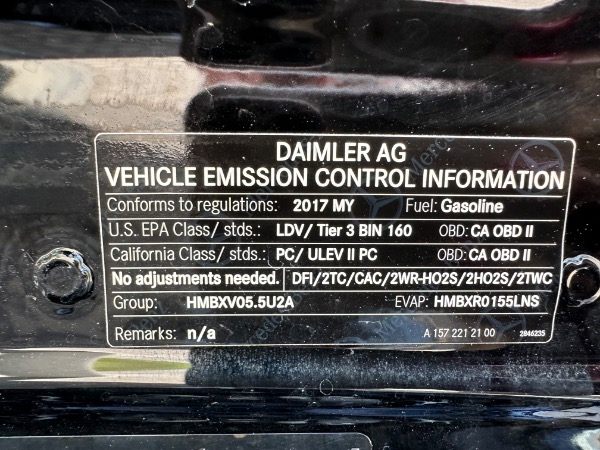 DAIMLER AG
VEHICLE EMISSION CONTROL INFORMATION
Conforms to regulations: 2017 MY Fuel: Gasoline
U.S. EPA Class/ stds.: LDV/ Tier 3 BIN 160 OBD: CA OBD II
California Class/ stds.: PC/ ULEV II PC OBD: CA OBD II
No adjustments needed. DFI/2TC/CAC/2WR-HO2S/2HO2S/2TWC
Group: HMBXV05.5U2A EVAP: HMBXR0155LNS
Remarks: n/a A 157 221 21 00 2846235